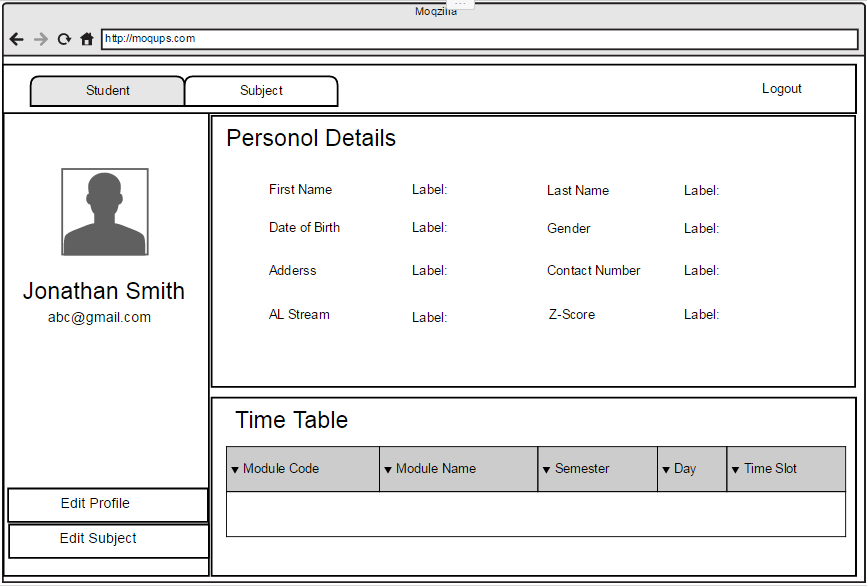 Moqzilla
http://moqups.com
Student Subject Logout
Jonathan Smith
abc@gmail.com
Edit Profile
Edit Subject
Personol Details
First Name Label: Last Name Label:
Date of Birth Label: Gender Label:
Adderss Label: Contact Number Label:
AL Stream Label: Z-Score Label:
Time Table
Module Code Module Name Semester Day Time Slot